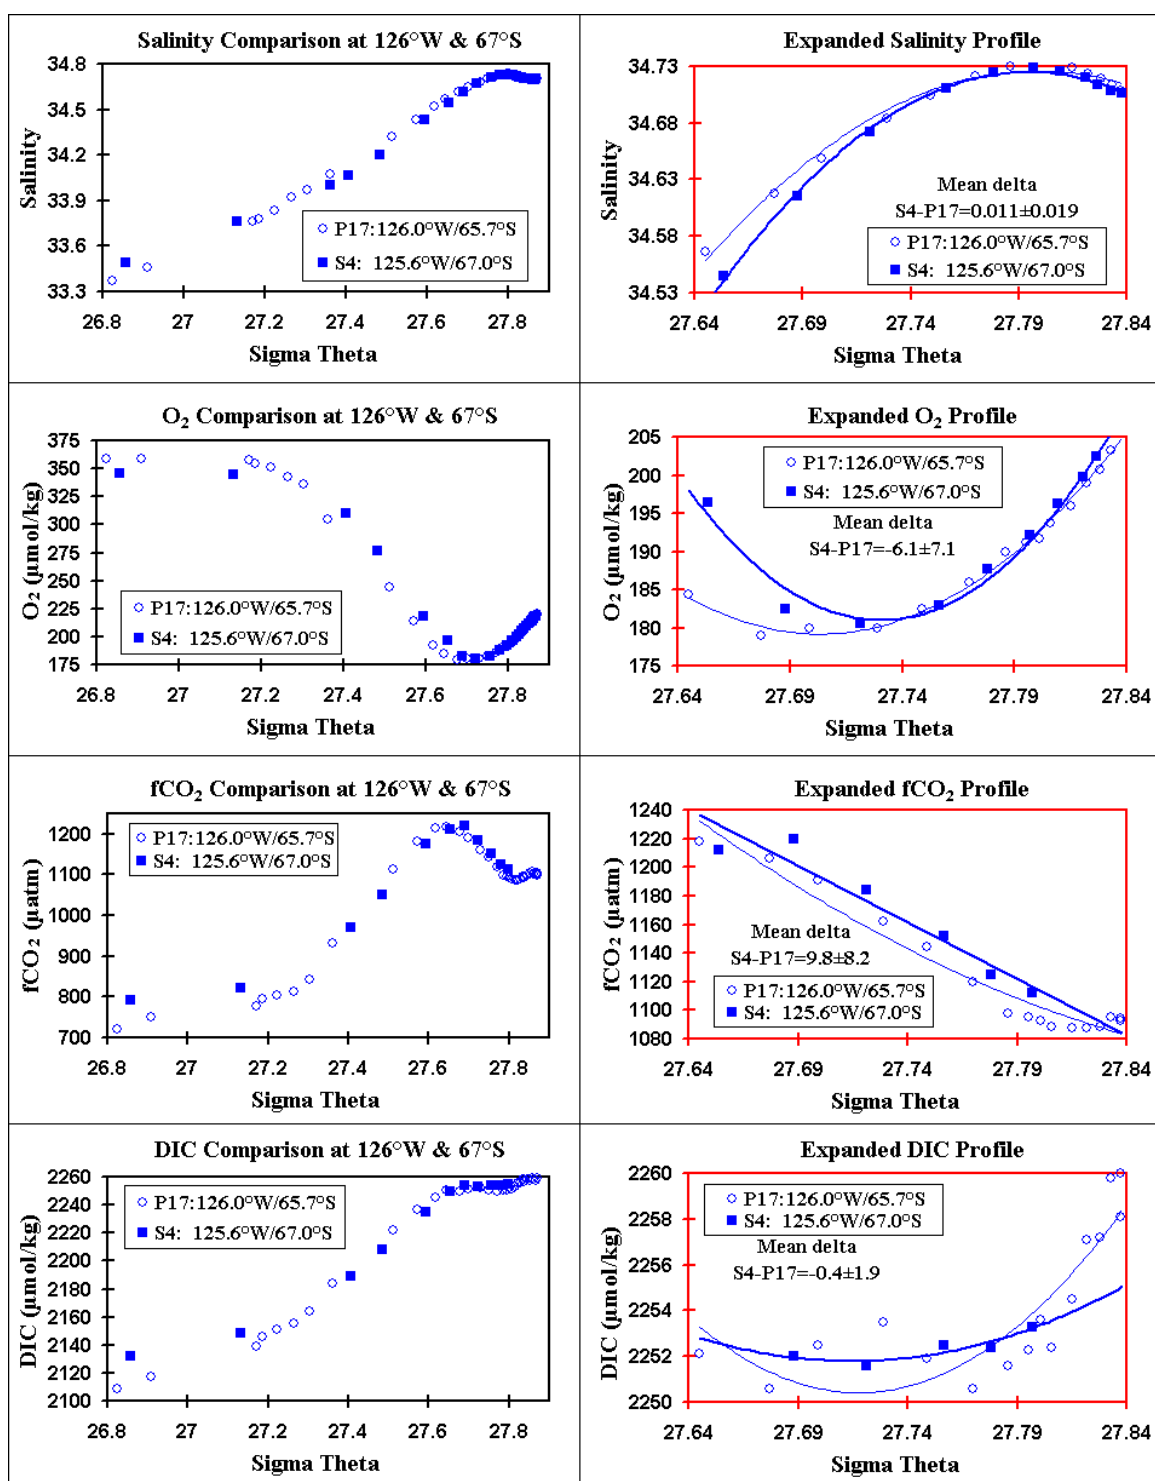 Salinity Comparison at 126°W & 67°S
34.8
34.5
34.2
33.9
33.6
33.3
Salinity
P17:126.0°W/65.7°S
S4: 125.6°W/67.0°S
26.8 27 27.2 27.4 27.6 27.8
Sigma Theta
Expanded Salinity Profile
34.73
34.68
34.63
34.58
34.53
Salinity
Mean delta
S4-P17=0.011±0.019
P17:126.0°W/65.7°S
S4: 125.6°W/67.0°S
27.64 27.69 27.74 27.79 27.84
Sigma Theta
O₂ Comparison at 126°W & 67°S
375
350
325
300
275
250
225
200
175
O₂ (µmol/kg)
P17:126.0°W/65.7°S
S4: 125.6°W/67.0°S
26.8 27 27.2 27.4 27.6 27.8
Sigma Theta
Expanded O₂ Profile
205
200
195
190
185
180
175
O₂ (µmol/kg)
P17:126.0°W/65.7°S
S4: 125.6°W/67.0°S
Mean delta
S4-P17=-6.1±7.1
27.64 27.69 27.74 27.79 27.84
Sigma Theta
fCO₂ Comparison at 126°W & 67°S
1200
1100
1000
900
800
700
fCO₂ (µatm)
P17:126.0°W/65.7°S
S4: 125.6°W/67.0°S
26.8 27 27.2 27.4 27.6 27.8
Sigma Theta
Expanded fCO₂ Profile
1240
1220
1200
1180
1160
1140
1120
1100
1080
fCO₂ (µatm)
Mean delta
S4-P17=9.8±8.2
P17:126.0°W/65.7°S
S4: 125.6°W/67.0°S
27.64 27.69 27.74 27.79 27.84
Sigma Theta
DIC Comparison at 126°W & 67°S
2260
2240
2220
2200
2180
2160
2140
2120
2100
DIC (µmol/kg)
P17:126.0°W/65.7°S
S4: 125.6°W/67.0°S
26.8 27 27.2 27.4 27.6 27.8
Sigma Theta
Expanded DIC Profile
2260
2258
2256
2254
2252
2250
DIC (µmol/kg)
P17:126.0°W/65.7°S
S4: 125.6°W/67.0°S
Mean delta
S4-P17=-0.4±1.9
27.64 27.69 27.74 27.79 27.84
Sigma Theta